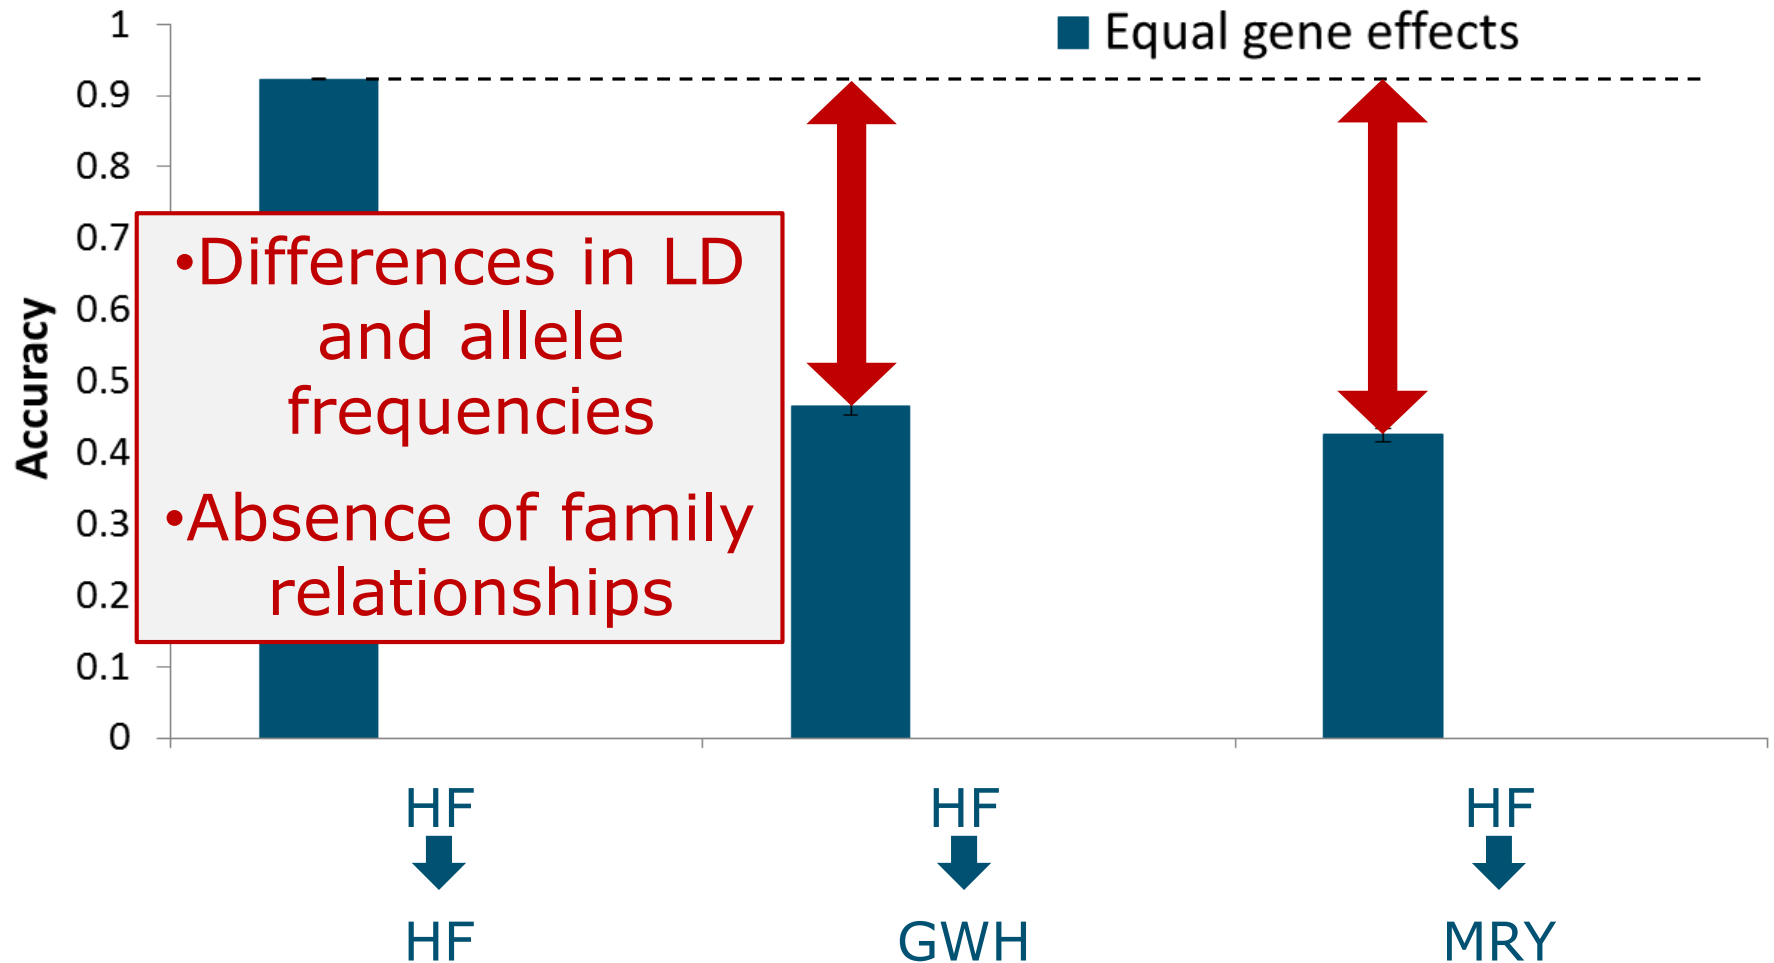 Equal gene effects
1
0.9
0.8
0.7
0.6
0.5
0.4
0.3
0.2
0.1
0
Accuracy
•Differences in LD
and allele
frequencies
•Absence of family
relationships
HF HF HF
HF GWH MRY